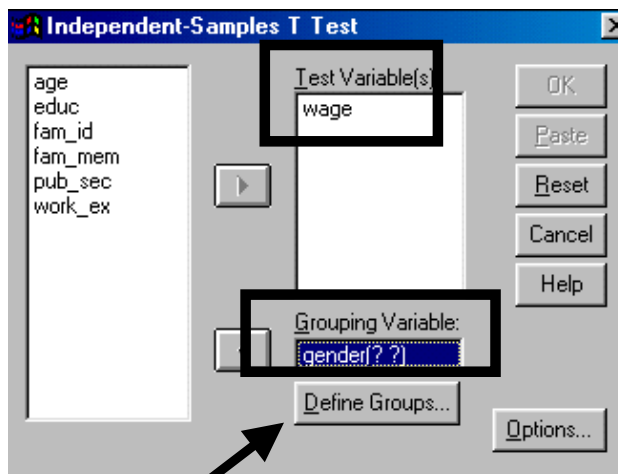 Independent-Samples T Test
age
educ
fam_id
fam_mem
pub_sec
work_ex
Test Variable(s)
wage
Grouping Variable:
gender(? ?)
Define Groups...
OK
Paste
Reset
Cancel
Help
Options...